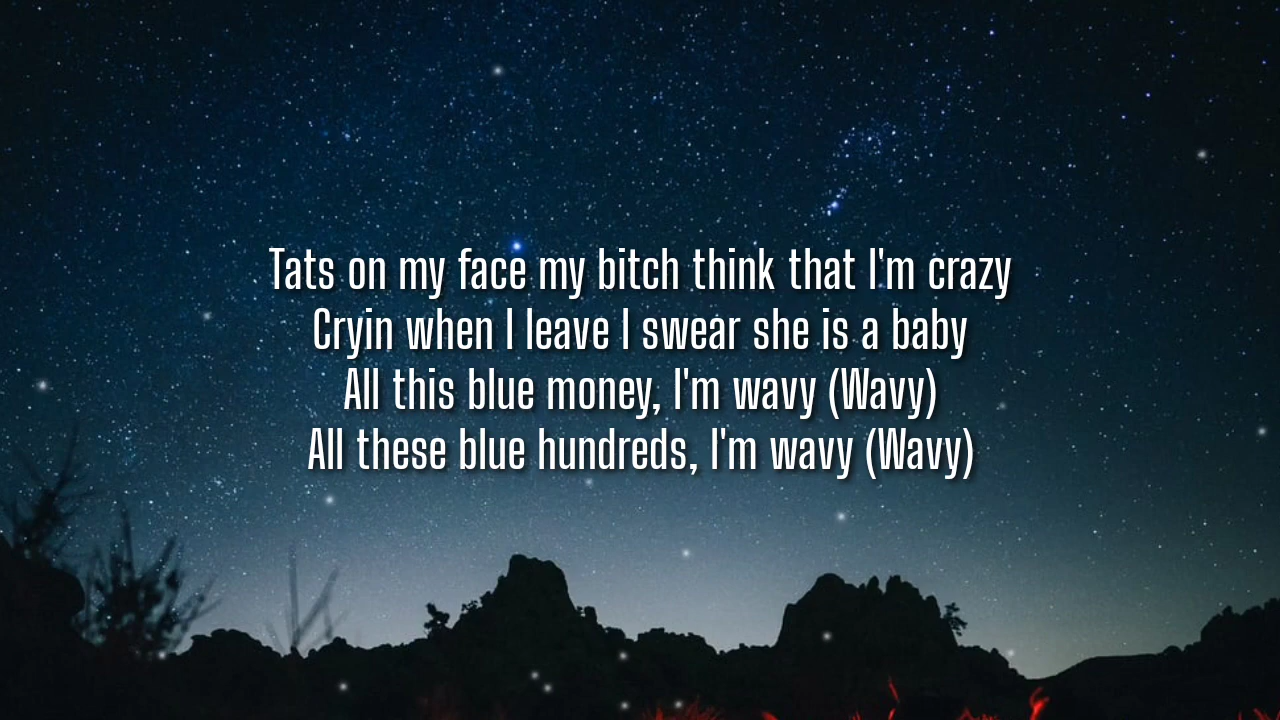 Tats on my face my bitch think that I'm crazy
Cryin when I leave I swear she is a baby
All this blue money, I'm wavy (Wavy)
All these blue hundreds, I'm wavy (Wavy)